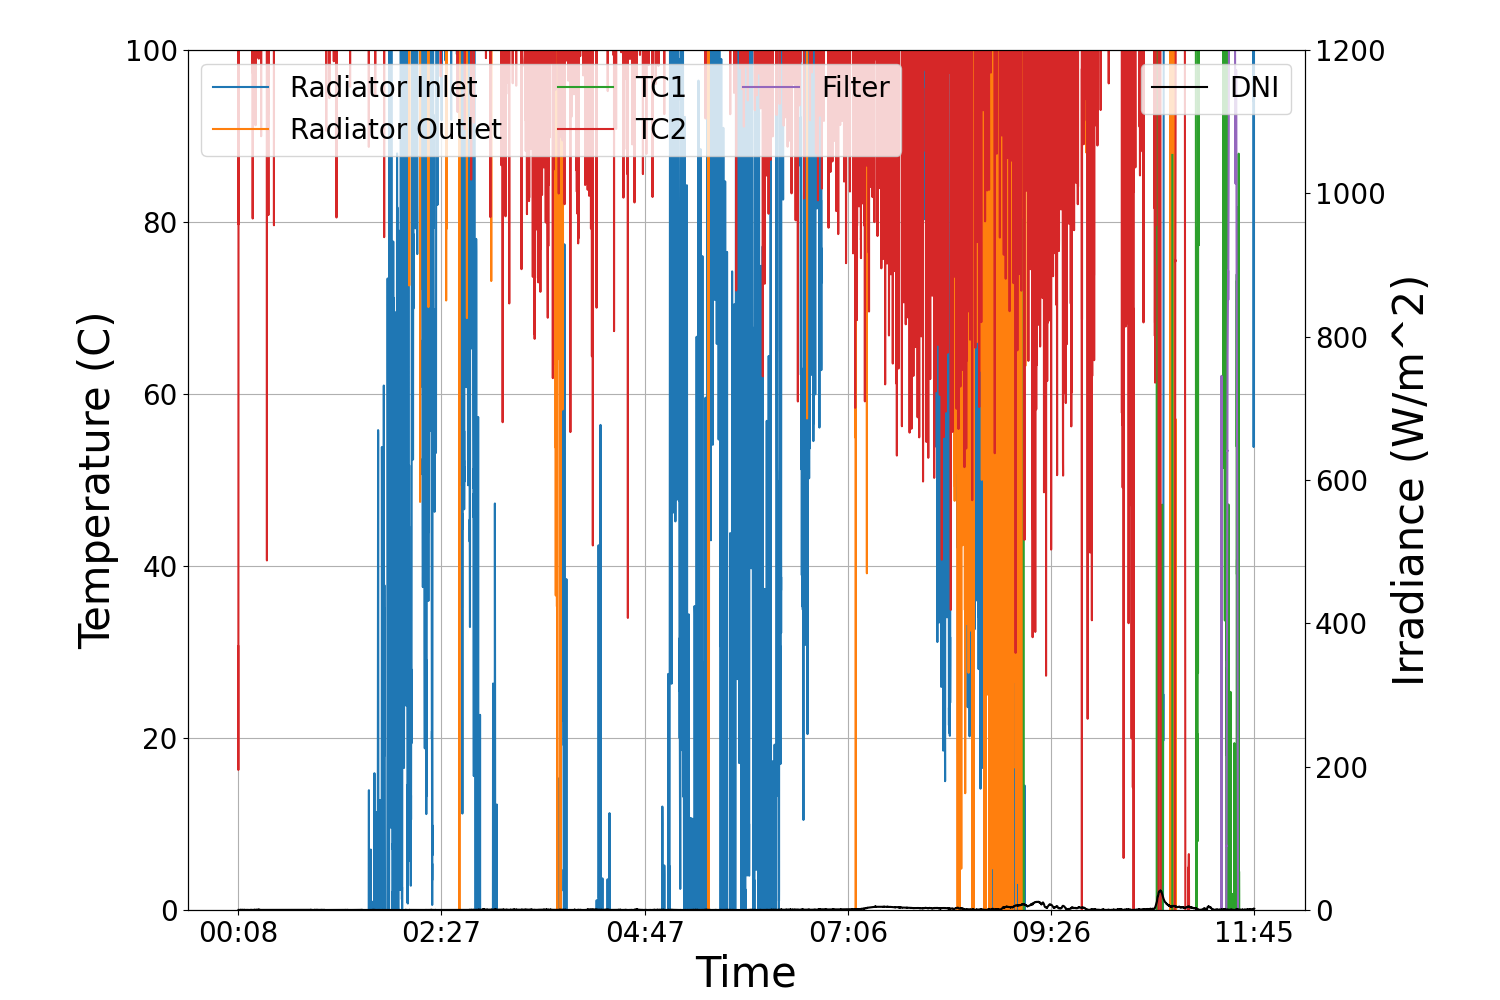 100
80
60
40
20
0
Temperature (C)
Radiator Inlet
Radiator Outlet
TC1
TC2
Filter
DNI
1200
1000
800
600
400
200
0
Irradiance (W/m^2)
00:08 02:27 04:47 07:06 09:26 11:45
Time